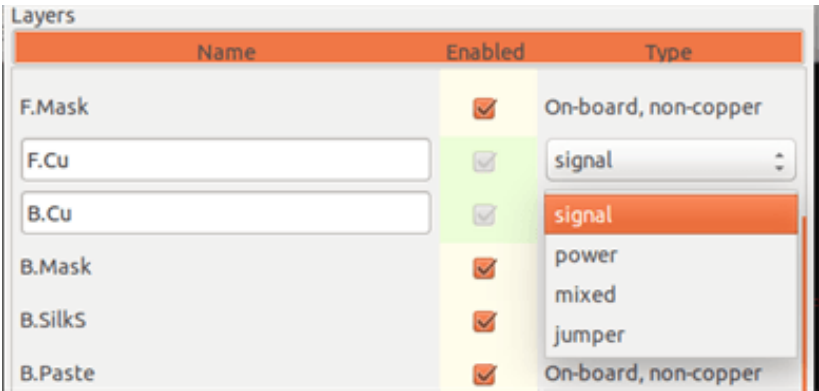 Layers
Name Enabled Type
F.Mask On-board, non-copper
F.Cu signal
B.Cu signal
power
B.Mask mixed
B.SilkS jumper
B.Paste On-board, non-copper